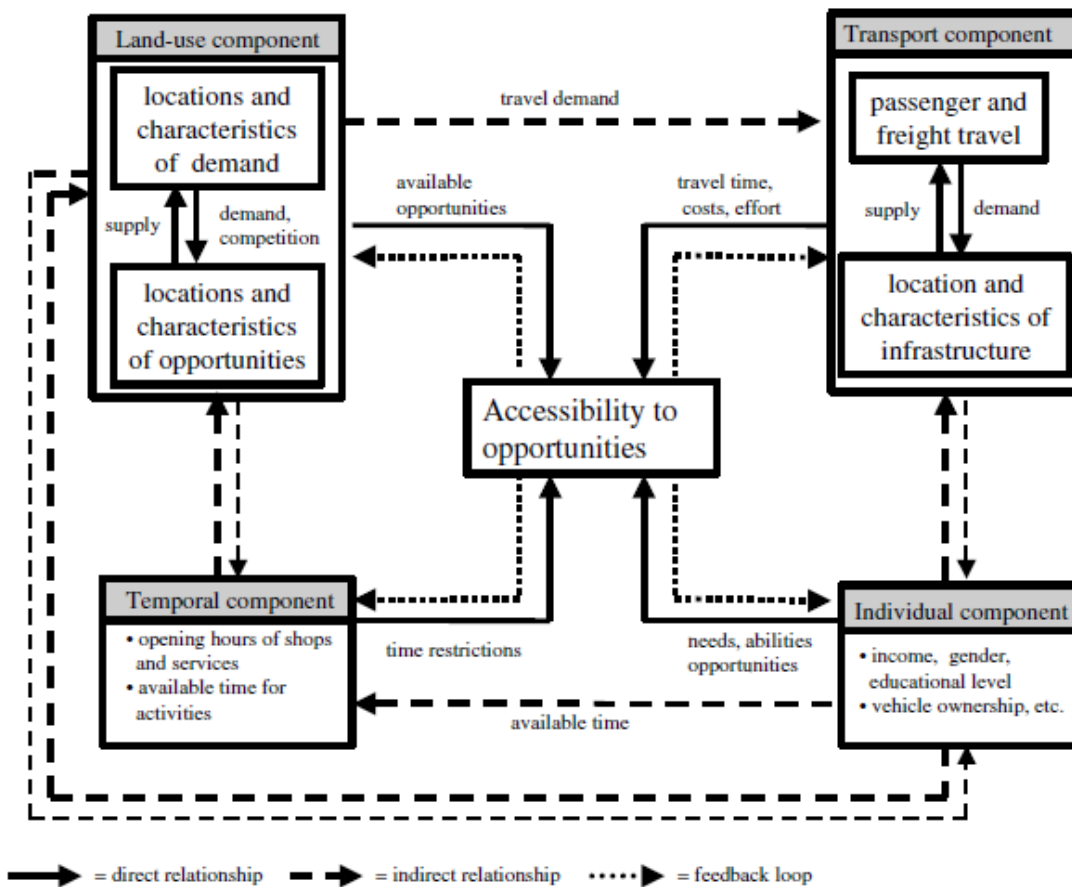 Land-use component
locations and
characteristics
of demand
supply
demand,
competition
locations and
characteristics
of opportunities
travel demand
available
opportunities
travel time,
costs, effort
Transport component
passenger and
freight travel
supply
demand
location and
characteristics of
infrastructure
Accessibility to
opportunities
Temporal component
• opening hours of shops
and services
• available time for
activities
time restrictions
needs, abilities
opportunities
available time
Individual component
• income, gender,
educational level
• vehicle ownership, etc.
= direct relationship
= indirect relationship
= feedback loop